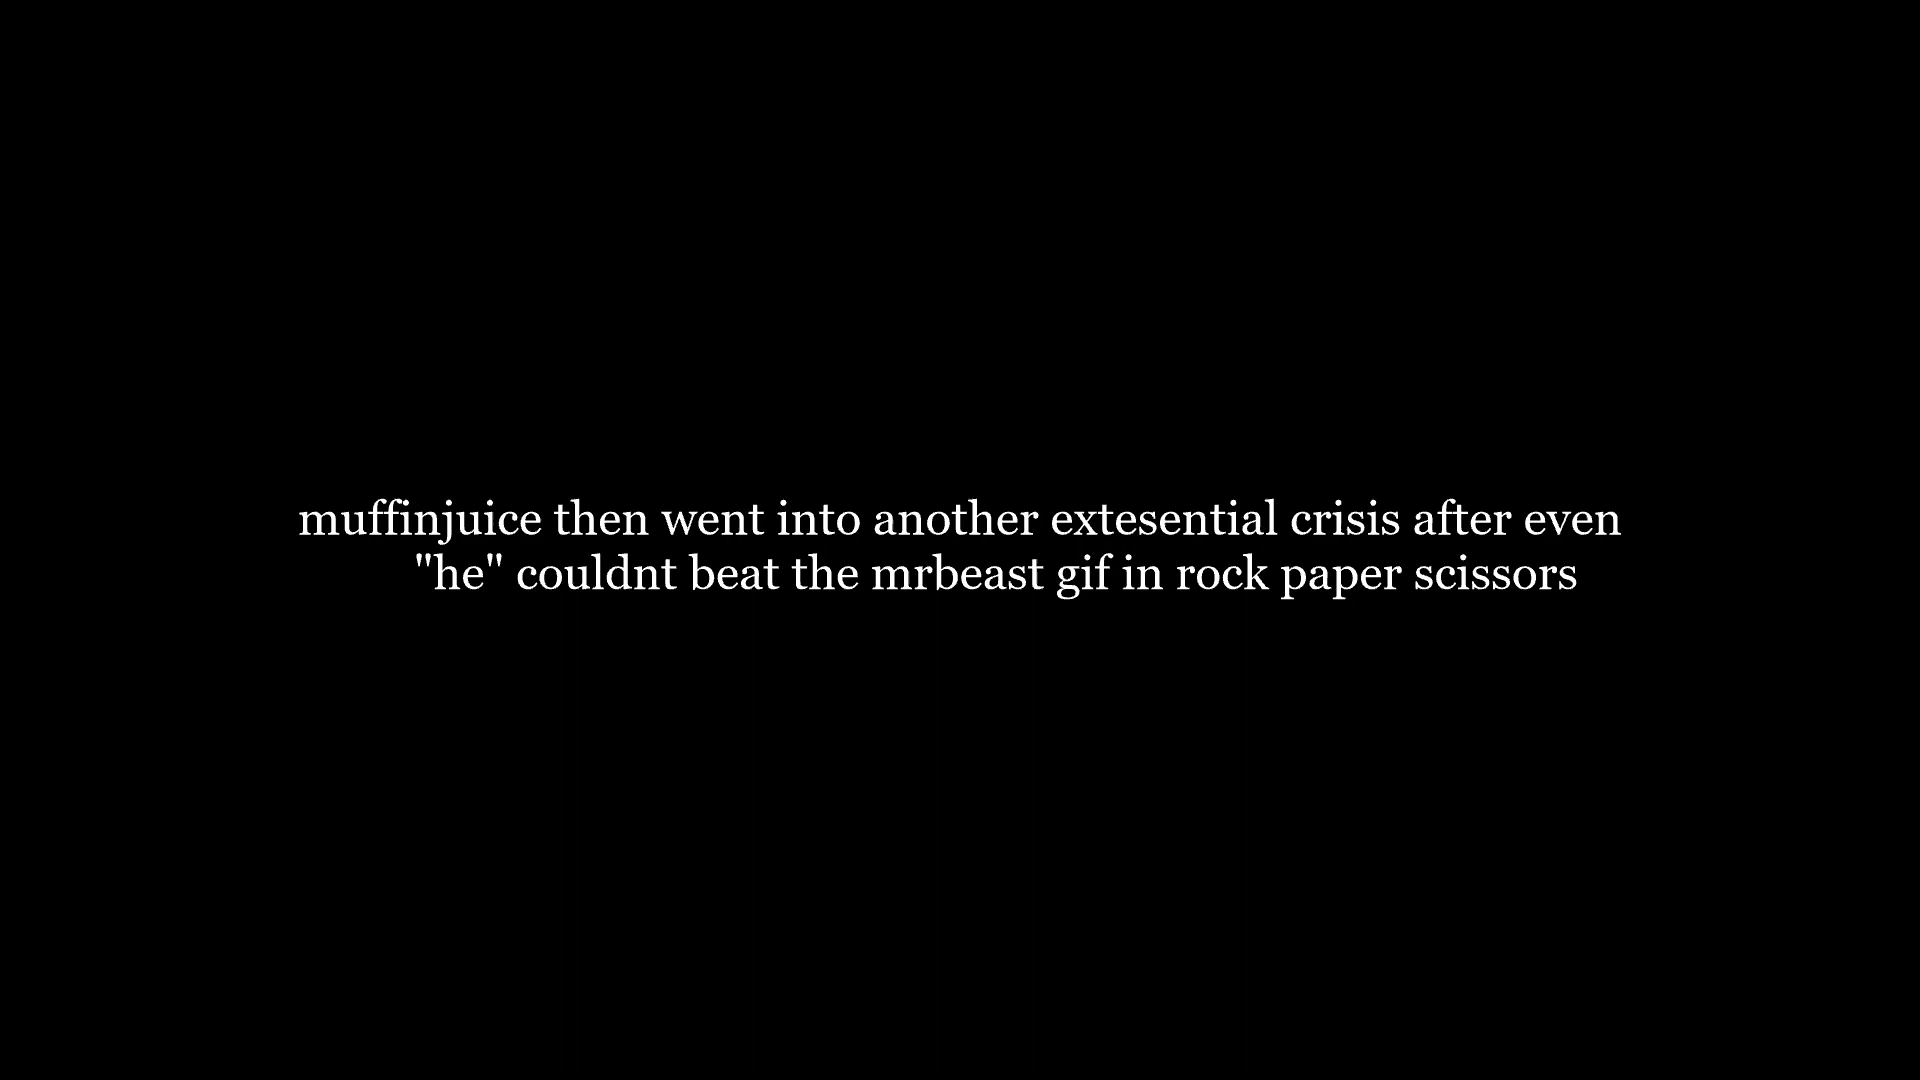 muffinjuice then went into another extesential crisis after even
"he" couldnt beat the mrbeast gif in rock paper scissors